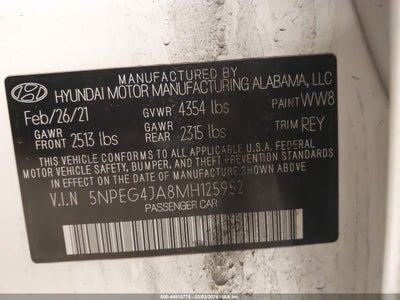 HYUNDAI MOTOR MANUFACTURING ALABAMA, LLC
Feb/26/21 GVWR 4354 lbs PAINT WW8
GAWR FRONT 2513 lbs GAWR REAR 2315 lbs TRIM REY
THIS VEHICLE CONFORMS TO ALL APPLICABLE U.S. FEDERAL
MOTOR VEHICLE SAFETY, BUMPER, AND THEFT PREVENTION
STANDARDS IN EFFECT ON THE DATE OF MANUFACTURE SHOWN ABOVE.
V.I.N 5NPEG4JA8MH125952
PASSENGER CAR